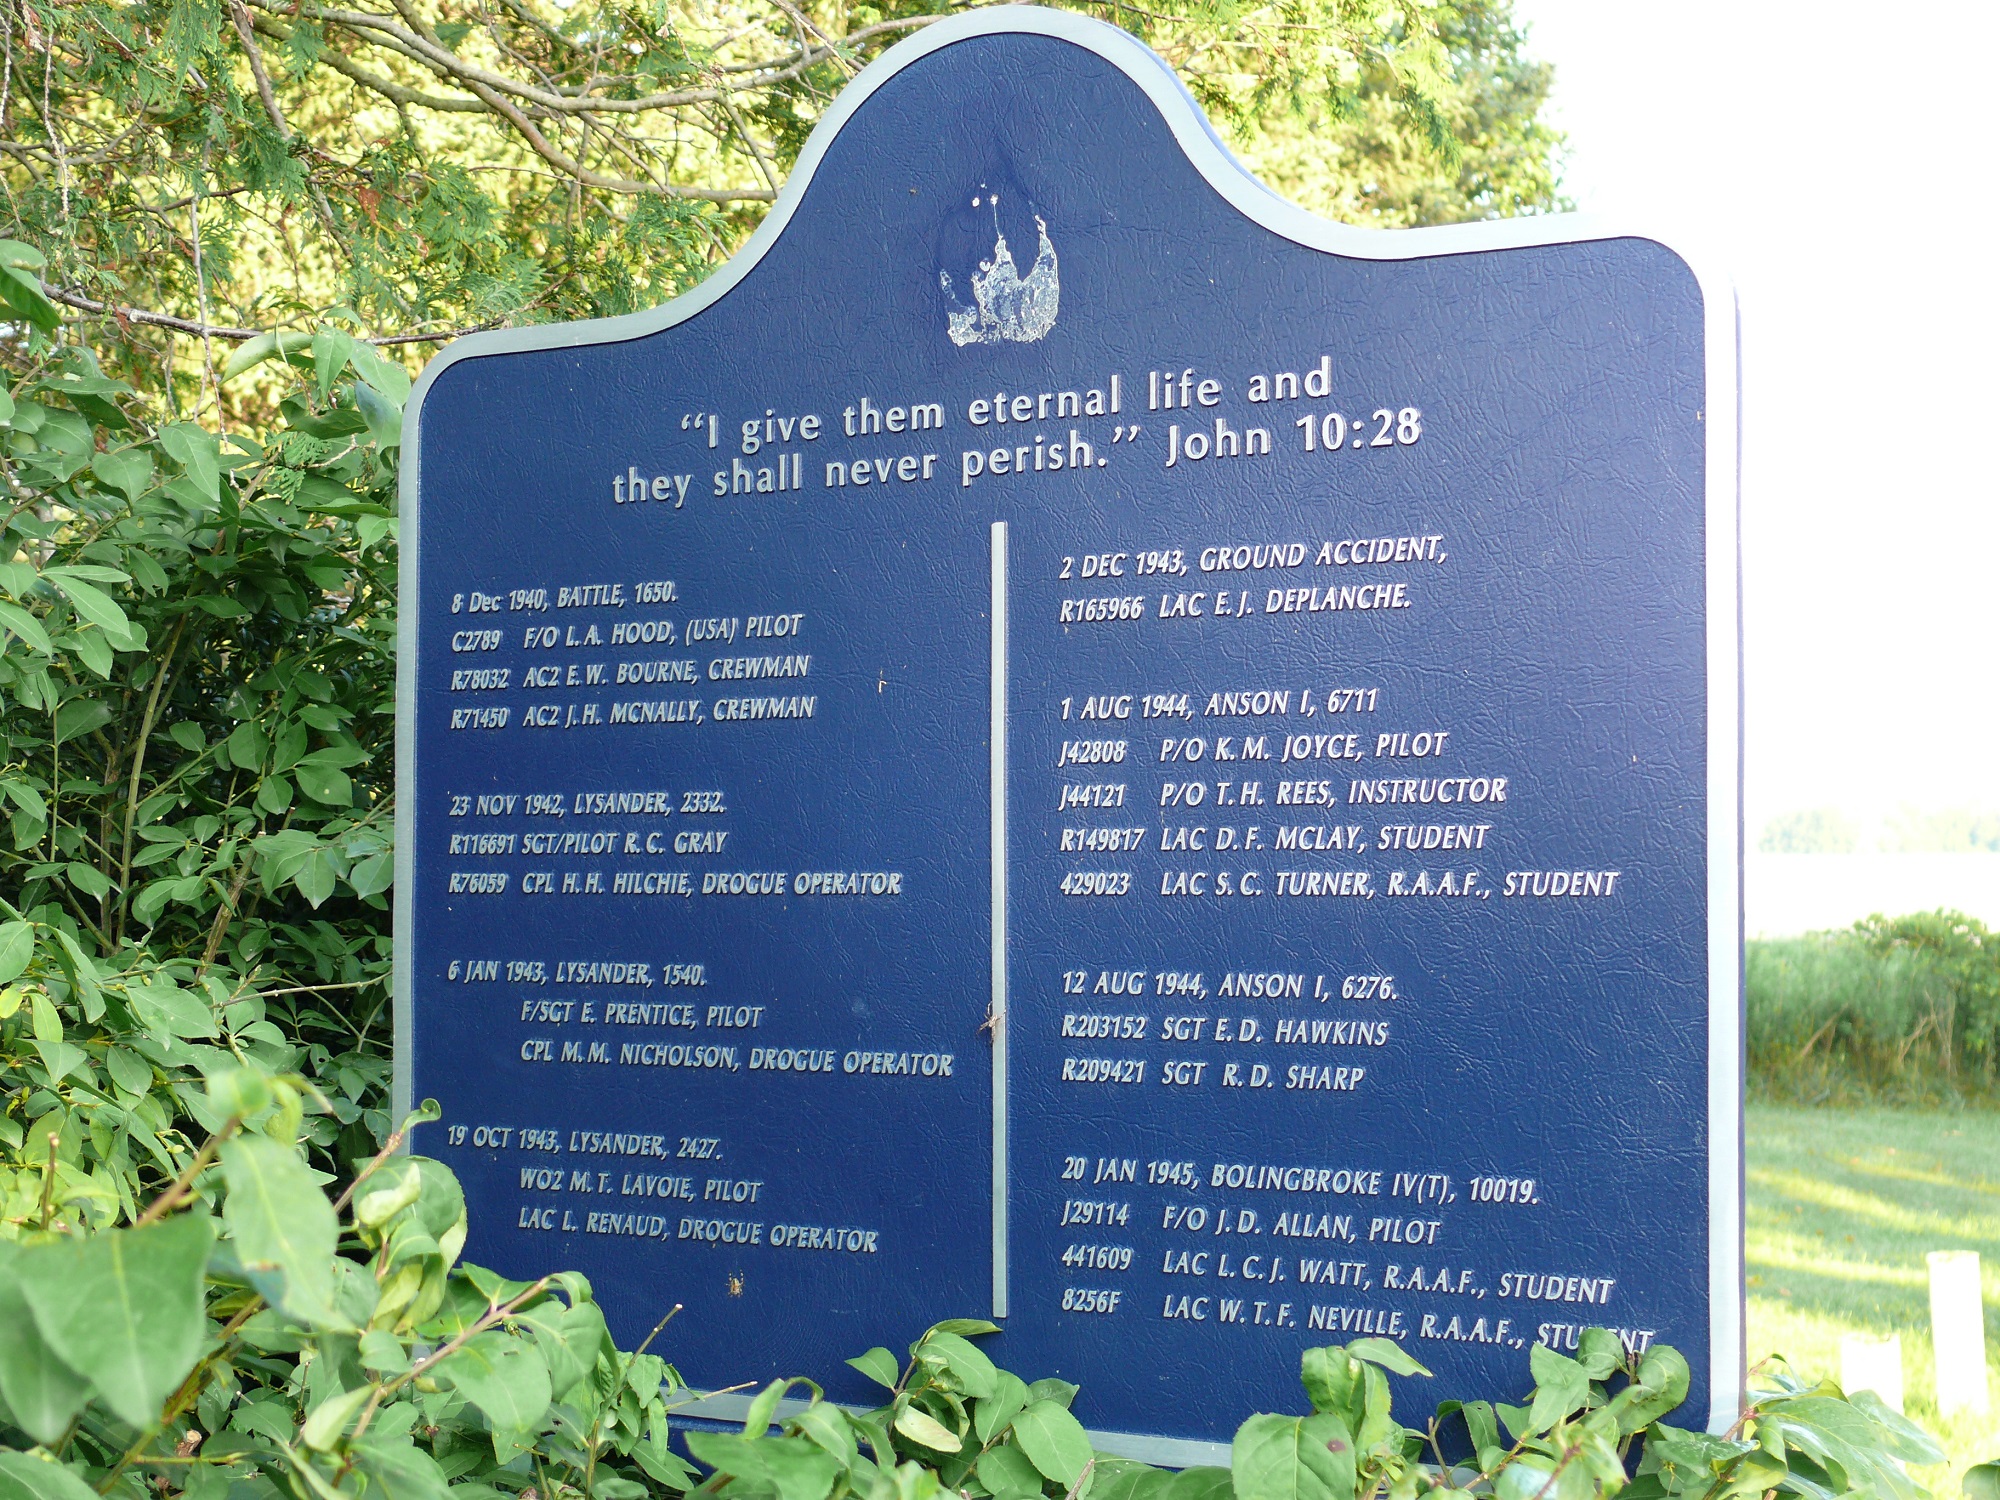 “I give them eternal life and
they shall never perish.” John 10:28
8 Dec 1940, BATTLE, 1650.
C2789 F/O L.A. HOOD, (USA) PILOT
R78032 AC2 E.W. BOURNE, CREWMAN
R71450 AC2 J.H. MCNALLY, CREWMAN
23 NOV 1942, LYSANDER, 2332.
R116691 SGT/PILOT R.C. GRAY
R76059 CPL H.H. HILCHIE, DROGUE OPERATOR
6 JAN 1943, LYSANDER, 1540.
F/SGT E. PRENTICE, PILOT
CPL M.M. NICHOLSON, DROGUE OPERATOR
19 OCT 1943, LYSANDER, 2427.
WO2 M.T. LAVOIE, PILOT
LAC L. RENAUD, DROGUE OPERATOR
2 DEC 1943, GROUND ACCIDENT,
R165966 LAC E.J. DEPLANCHE.
1 AUG 1944, ANSON I, 6711
J42808 P/O K.M. JOYCE, PILOT
J44121 P/O T.H. REES, INSTRUCTOR
R149817 LAC D.F. MCLAY, STUDENT
429023 LAC S.C. TURNER, R.A.A.F., STUDENT
12 AUG 1944, ANSON I, 6276.
R203152 SGT E.D. HAWKINS
R209421 SGT R.D. SHARP
20 JAN 1945, BOLINGBROKE IV(T), 10019.
J29114 F/O J.D. ALLAN, PILOT
441609 LAC L.C.J. WATT, R.A.A.F., STUDENT
8256F LAC W.T.F. NEVILLE, R.A.A.F., STUDENT